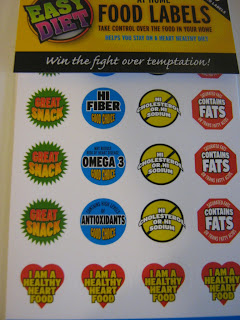 EASY
DIET
AT HOME
FOOD LABELS
TAKE CONTROL OVER THE FOOD IN YOUR HOME
HELPS YOU STAY ON A HEART HEALTHY DIET
Win the fight over temptation!
GREAT
SNACK
HI
FIBER
FOOD CHOICE
HI
CHOLESTEROL
OR HI
SODIUM
CONTAINS
FATS
GREAT
SNACK
OMEGA 3
FOOD CHOICE
HI
CHOLESTEROL
OR HI
SODIUM
CONTAINS
FATS
GREAT
SNACK
ANTIOXIDANTS
FOOD CHOICE
HI
CHOLESTEROL
OR HI
SODIUM
CONTAINS
FATS
I AM A
HEALTHY
HEART
FOOD
I AM A
HEALTHY
HEART
FOOD
I AM A
HEALTHY
HEART
FOOD
I AM A
HEALTHY
HEART
FOOD